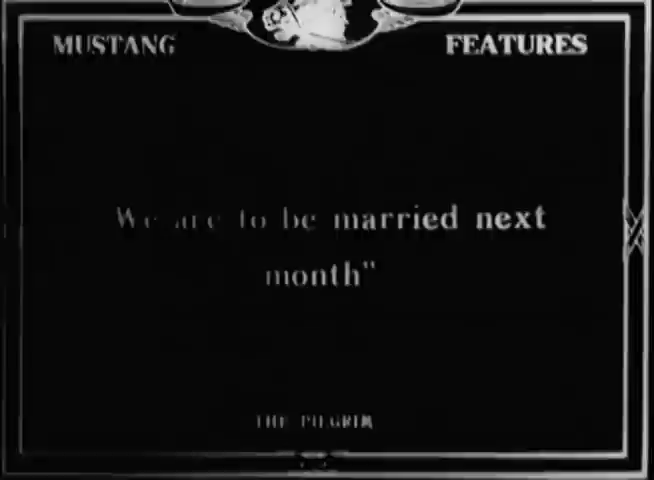 MUSTANG FEATURES
We are to be married next
month"
THE PILGRIM